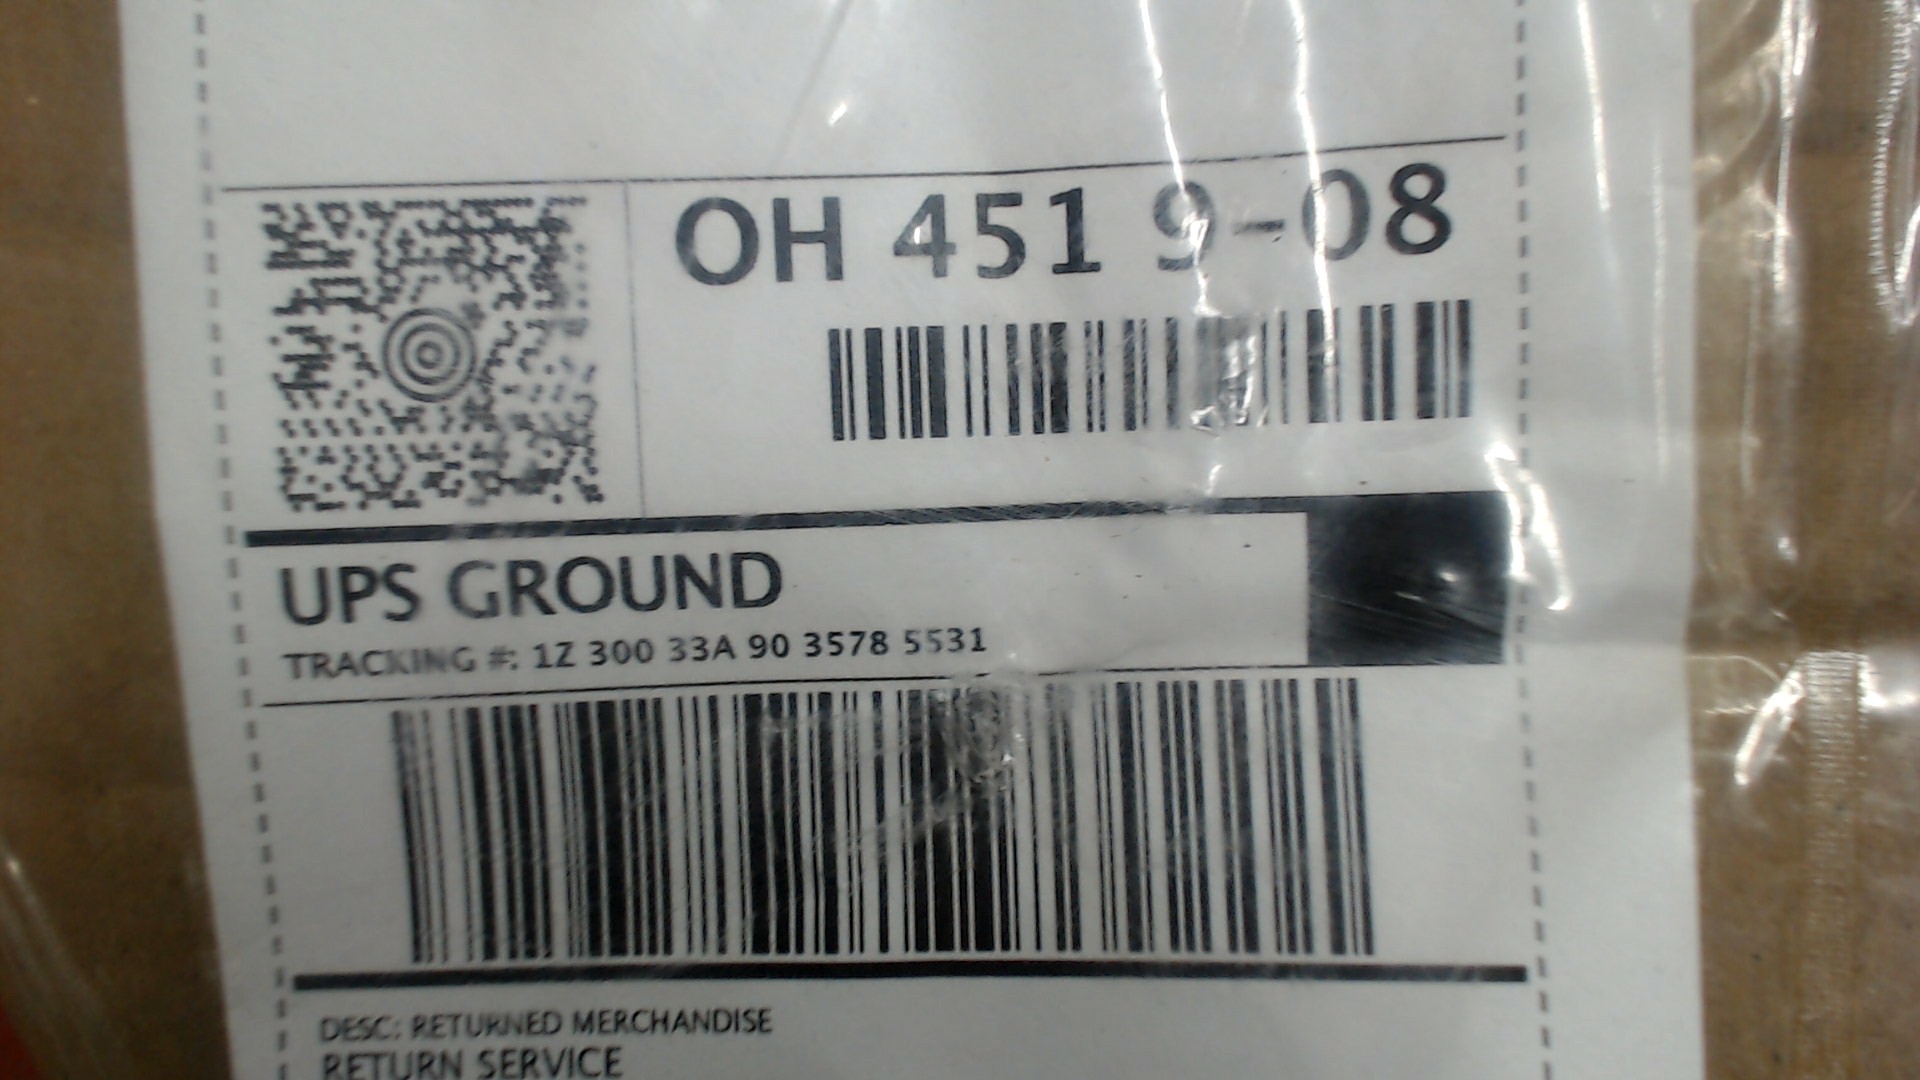 OH 451 9-08
UPS GROUND
TRACKING #: 1Z 300 33A 90 3578 5531
DESC: RETURNED MERCHANDISE
RETURN SERVICE